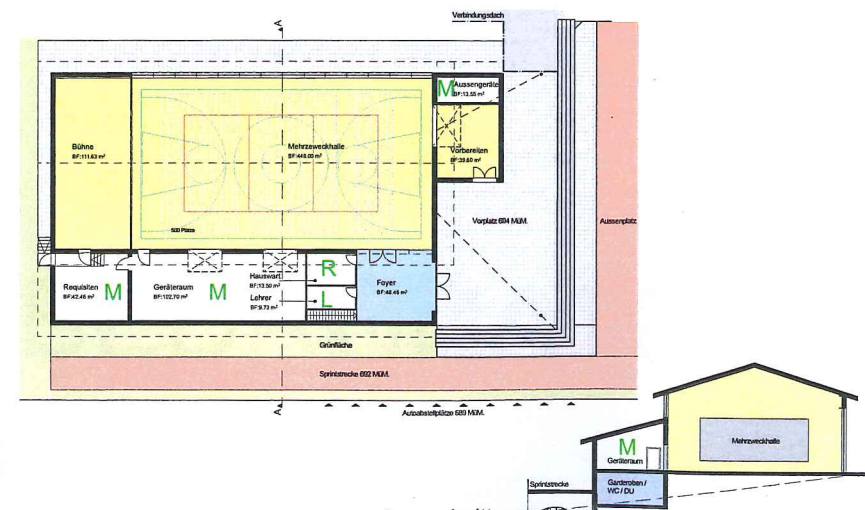 Verbindungsdach
A
M
Aussengeräte
BF:13.55 m²
Bühne
BF:111.63 m²
Mehrzweckhalle
BF:448.00 m²
Vorbereiten
BF:39.60 m²
Vorplatz 694 MüM.
Aussenplatz
500 Plätze
Requisiten
BF:42.46 m²
M
Geräteraum
BF:102.70 m²
M
Hauswart
BF:13.50 m²
R
Lehrer
BF:9.73 m²
L
Foyer
BF:48.45 m²
Grünfläche
Sprintstrecke 692 MüM.
A
Autoabstellplätze 689 MüM.
M
Geräteraum
Mehrzweckhalle
Sprintstrecke
Garderoben /
WC / DU